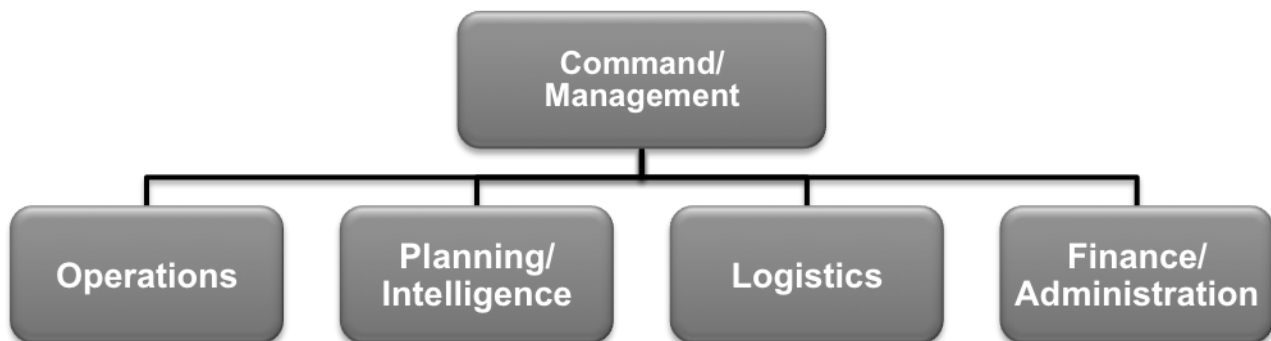 Command/
Management
Operations
Planning/
Intelligence
Logistics
Finance/
Administration